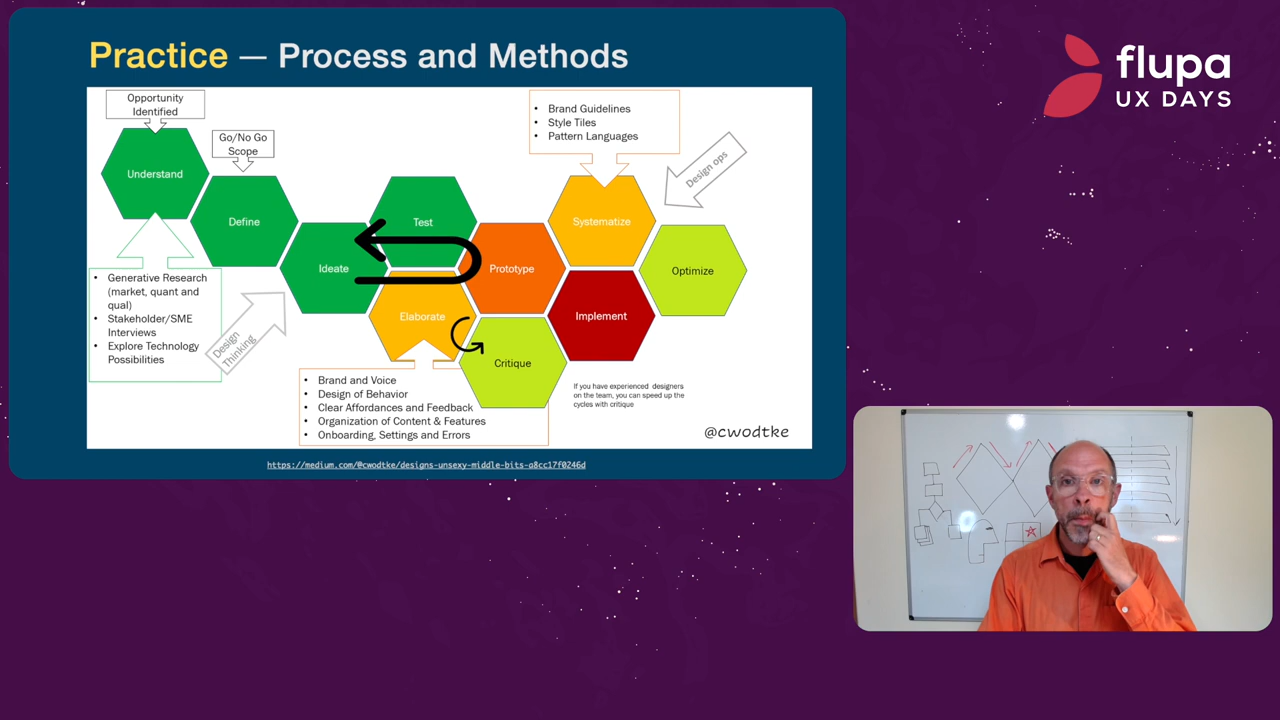 Practice — Process and Methods
flupa
UX DAYS
Opportunity
Identified
Go/No Go
Scope
Understand
Define
Ideate
Test
Elaborate
Prototype
Critique
Systematize
Implement
Optimize
• Brand Guidelines
• Style Tiles
• Pattern Languages
Design ops
• Generative Research
(market, quant and
qual)
• Stakeholder/SME
Interviews
• Explore Technology
Possibilities
Design
Thinking
• Brand and Voice
• Design of Behavior
• Clear Affordances and Feedback
• Organization of Content & Features
• Onboarding, Settings and Errors
If you have experienced designers
on the team, you can speed up the
cycles with critique
@cwodtke
https://medium.com/@cwodtke/designs-unsexy-middle-bits-a8cc17f0246d